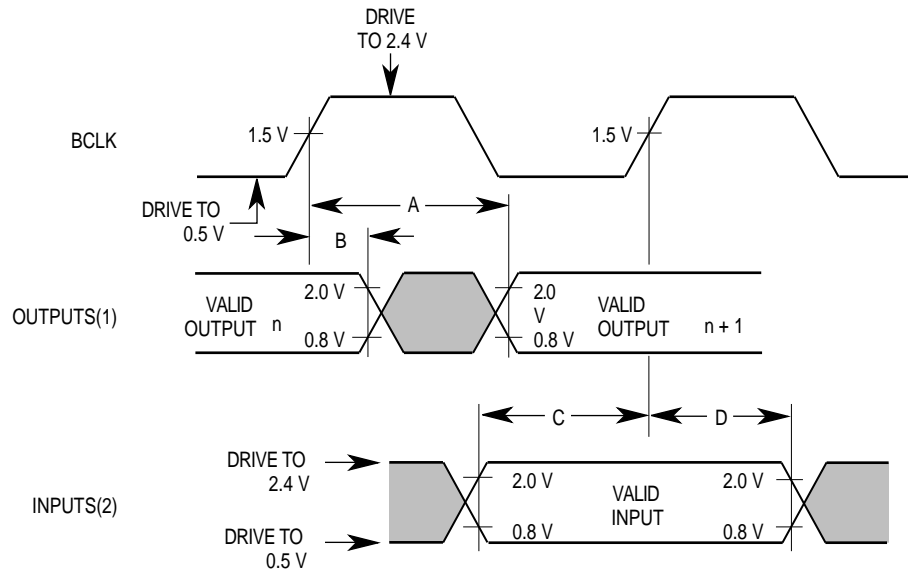 DRIVE
TO 2.4 V
BCLK
1.5 V
1.5 V
DRIVE TO
0.5 V
A
B
OUTPUTS(1)
VALID
OUTPUT n
2.0 V
0.8 V
2.0
V
0.8 V
VALID
OUTPUT n + 1
C
D
INPUTS(2)
DRIVE TO
2.4 V
DRIVE TO
0.5 V
2.0 V
0.8 V
VALID
INPUT
2.0 V
0.8 V